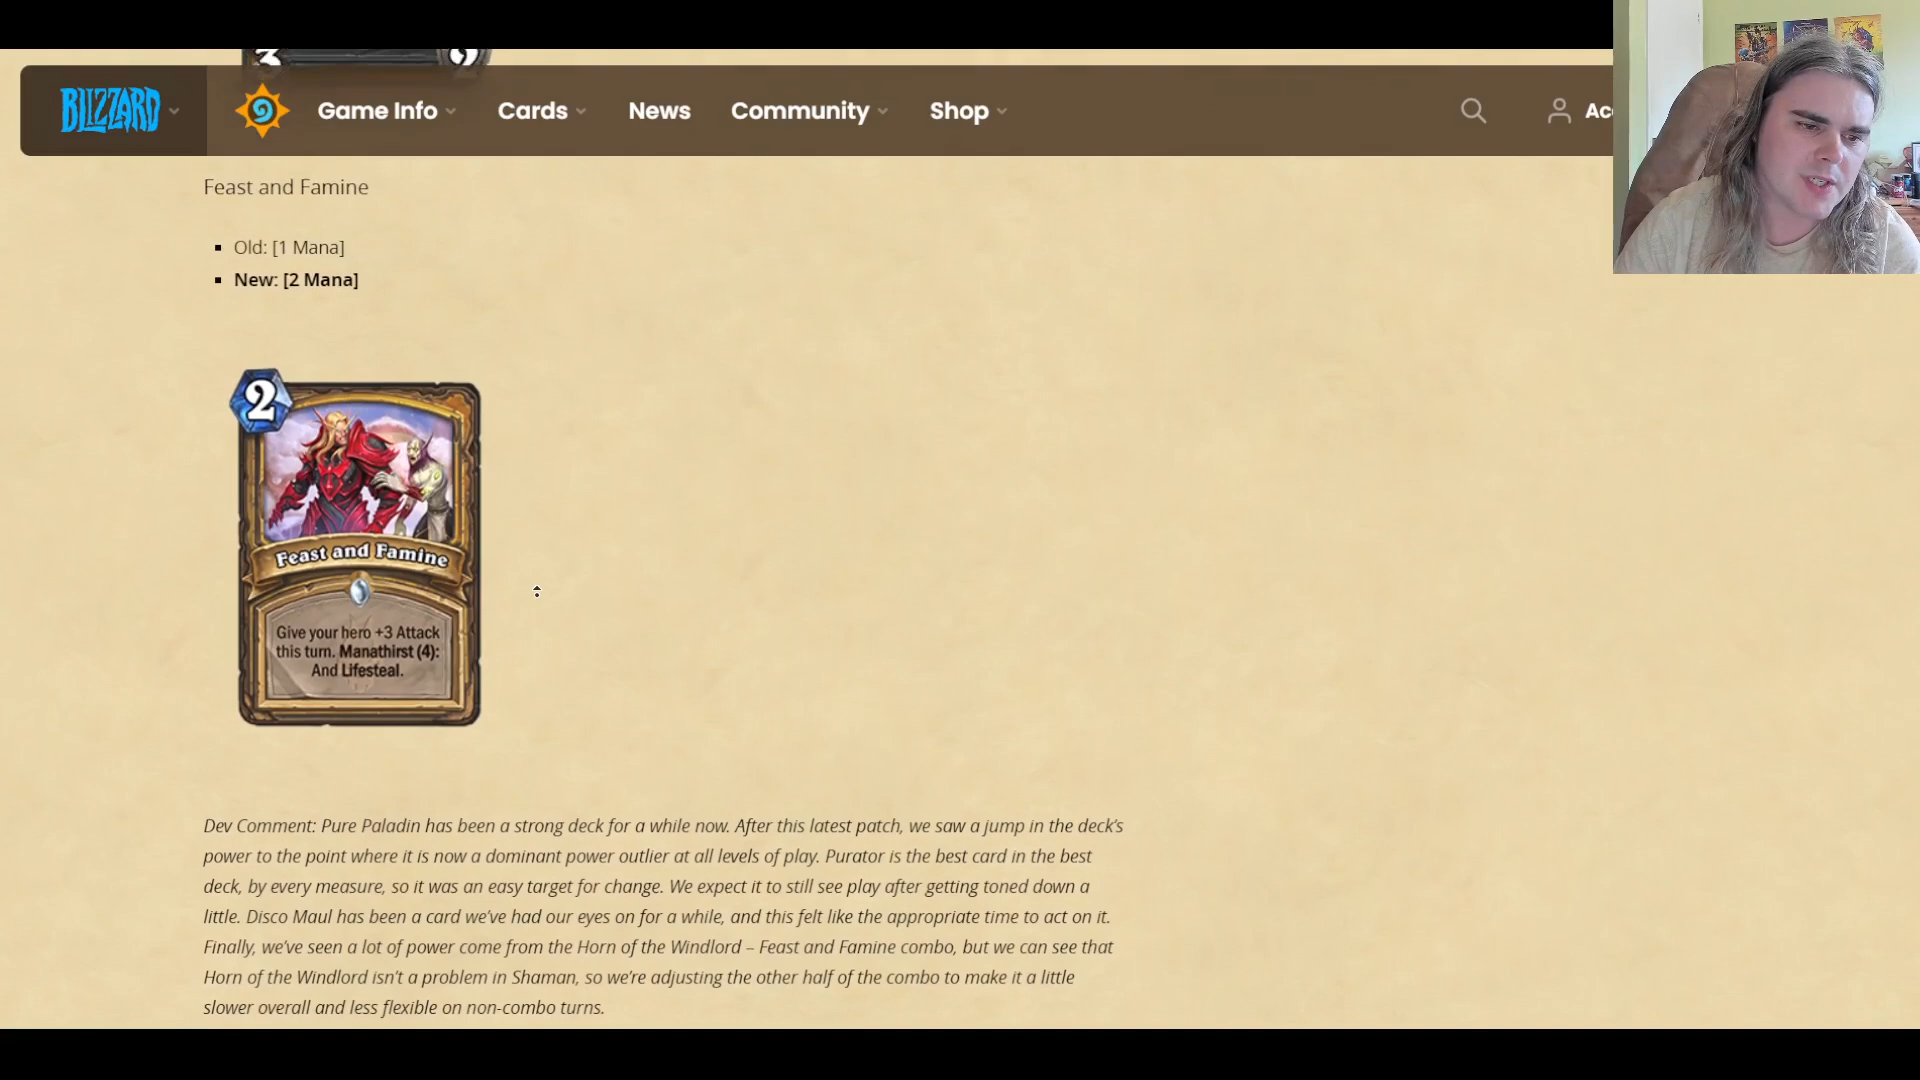 3 9
BLIZZARD Game Info Cards News Community Shop
Feast and Famine
Old: [1 Mana]
New: [2 Mana]
2
Feast and Famine
Give your hero +3 Attack
this turn. Manathirst (4):
And Lifesteal.
Dev Comment: Pure Paladin has been a strong deck for a while now. After this latest patch, we saw a jump in the deck's
power to the point where it is now a dominant power outlier at all levels of play. Purator is the best card in the best
deck, by every measure, so it was an easy target for change. We expect it to still see play after getting toned down a
little. Disco Maul has been a card we've had our eyes on for a while, and this felt like the appropriate time to act on it.
Finally, we've seen a lot of power come from the Horn of the Windlord – Feast and Famine combo, but we can see that
Horn of the Windlord isn't a problem in Shaman, so we're adjusting the other half of the combo to make it a little
slower overall and less flexible on non-combo turns.